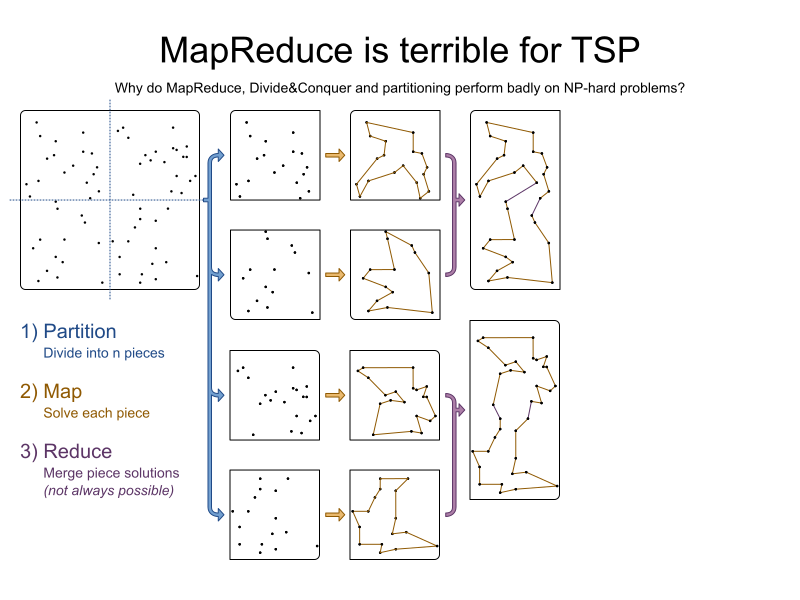 MapReduce is terrible for TSP
Why do MapReduce, Divide&Conquer and partitioning perform badly on NP-hard problems?
1) Partition
Divide into n pieces
2) Map
Solve each piece
3) Reduce
Merge piece solutions
(not always possible)